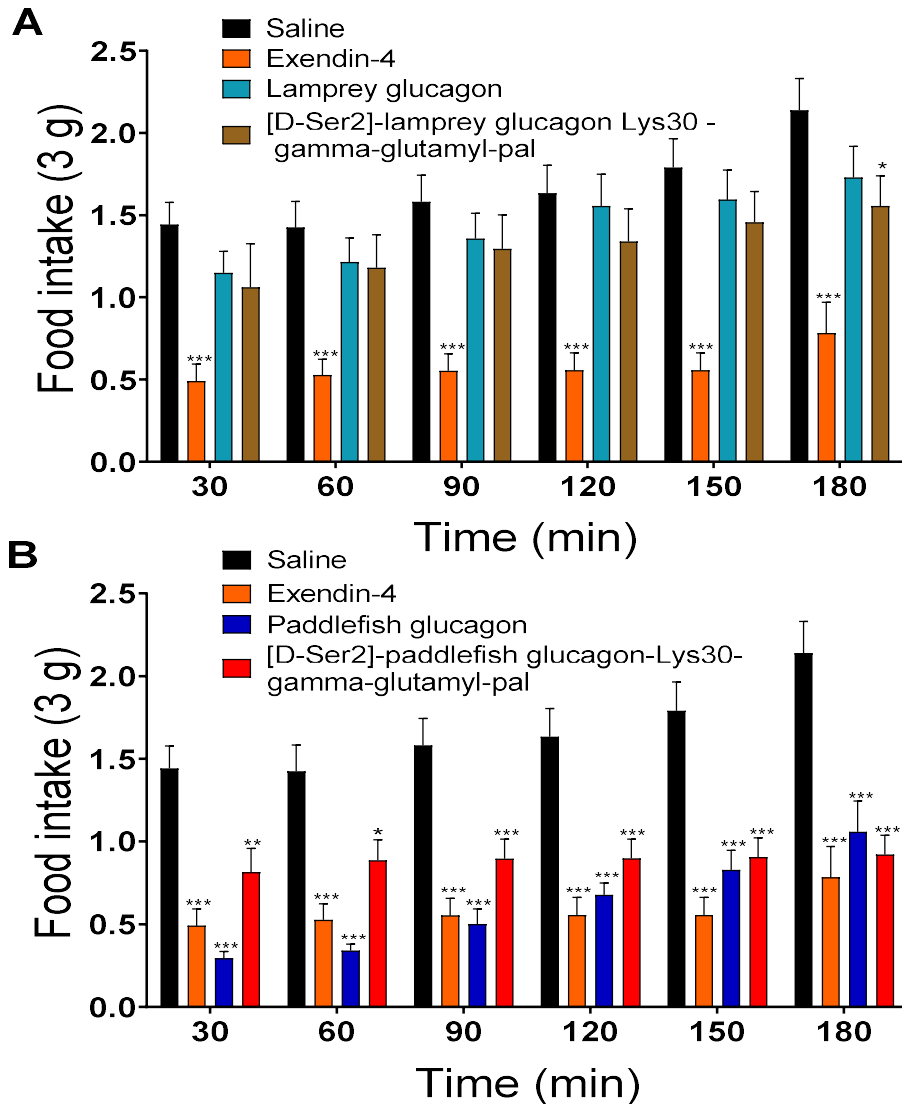 A
Saline
Exendin-4
Lamprey glucagon
[D-Ser2]-lamprey glucagon Lys30 -
gamma-glutamyl-pal
Food intake (3 g)
2.5
2.0
1.5
1.0
0.5
0.0
*** *** *** *** *** *** *
30 60 90 120 150 180
Time (min)
B
Saline
Exendin-4
Paddlefish glucagon
[D-Ser2]-paddlefish glucagon-Lys30-
gamma-glutamyl-pal
Food intake (3 g)
2.5
2.0
1.5
1.0
0.5
0.0
*** *** ** *** *** * *** *** *** *** *** *** *** *** *** *** *** ***
30 60 90 120 150 180
Time (min)